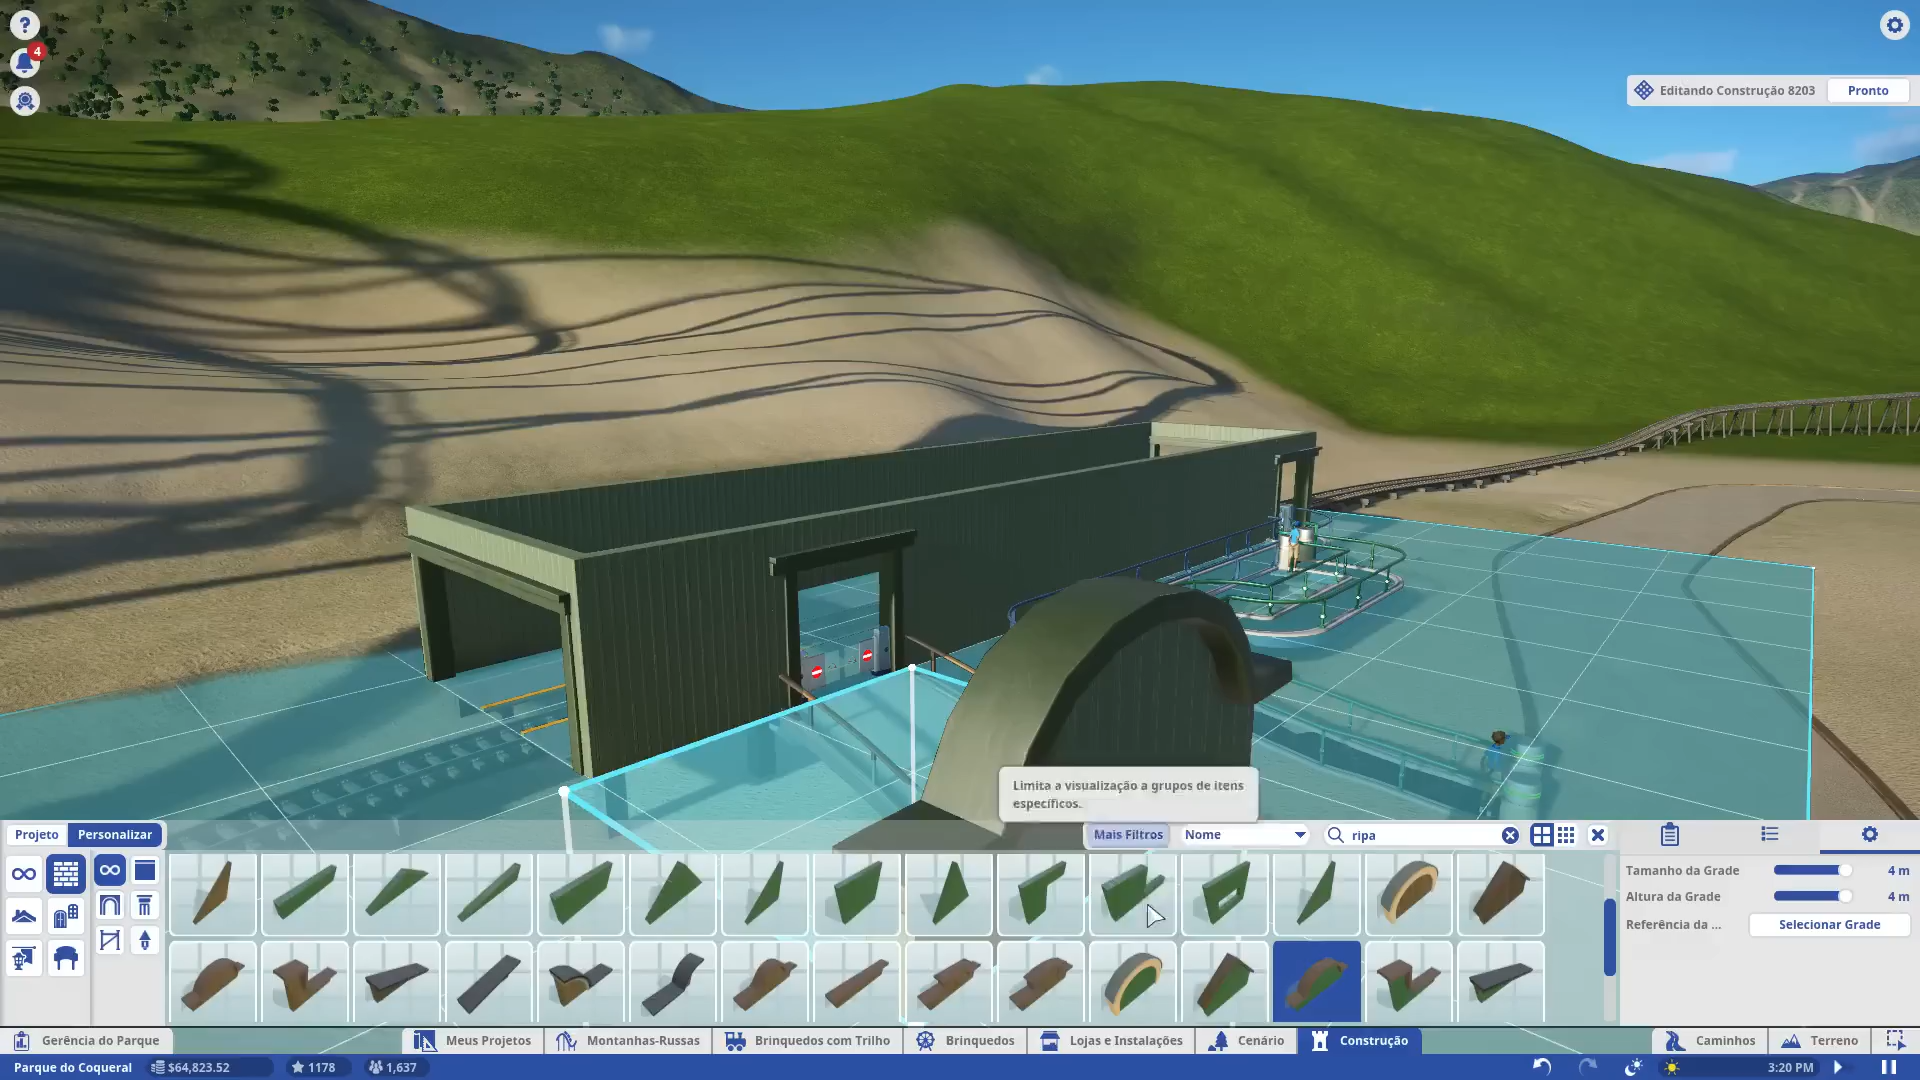 ?
4
Editando Construção 8203
Pronto
Limita a visualização a grupos de itens
específicos.
Projeto
Personalizar
Mais Filtros
Nome
ripa
Tamanho da Grade
4 m
Altura da Grade
4 m
Referência da ...
Selecionar Grade
Gerência do Parque
Meus Projetos
Montanhas-Russas
Brinquedos com Trilho
Brinquedos
Lojas e Instalações
Cenário
Construção
Caminhos
Terreno
Parque do Coqueral
$64,823.52
1178
1,637
3:20 PM